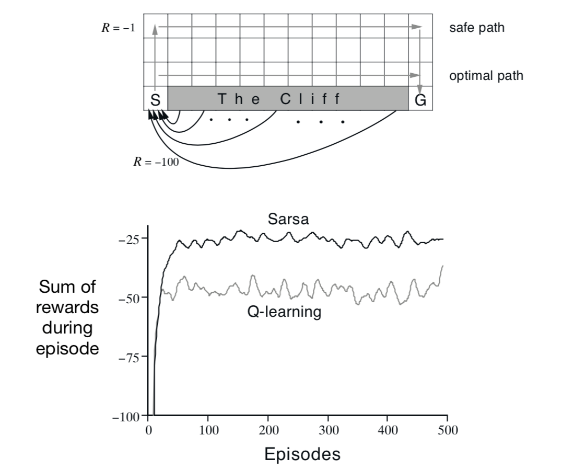 R = −1
safe path
optimal path
S
The Cliff
G
R = −100
Sarsa
−25
Sum of
rewards
during
episode
−50
Q-learning
−75
−100
0 100 200 300 400 500
Episodes